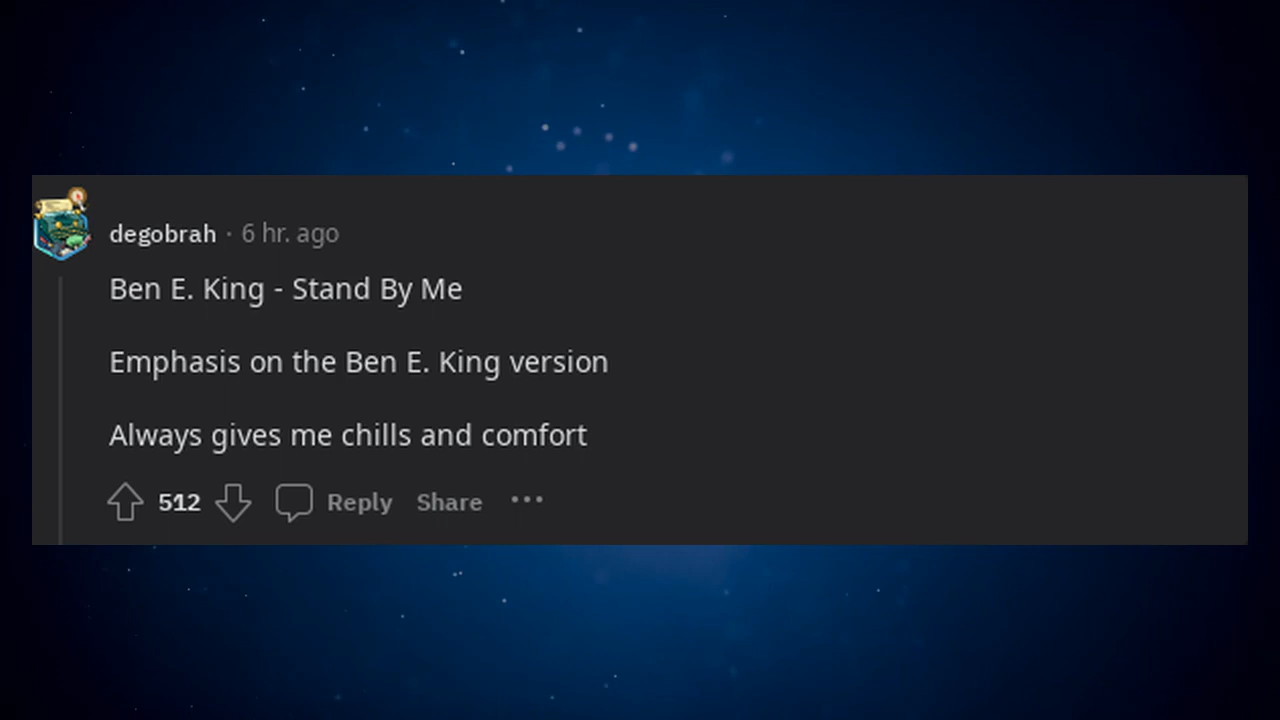 degobrah · 6 hr. ago
Ben E. King - Stand By Me
Emphasis on the Ben E. King version
Always gives me chills and comfort
512 Reply Share •••